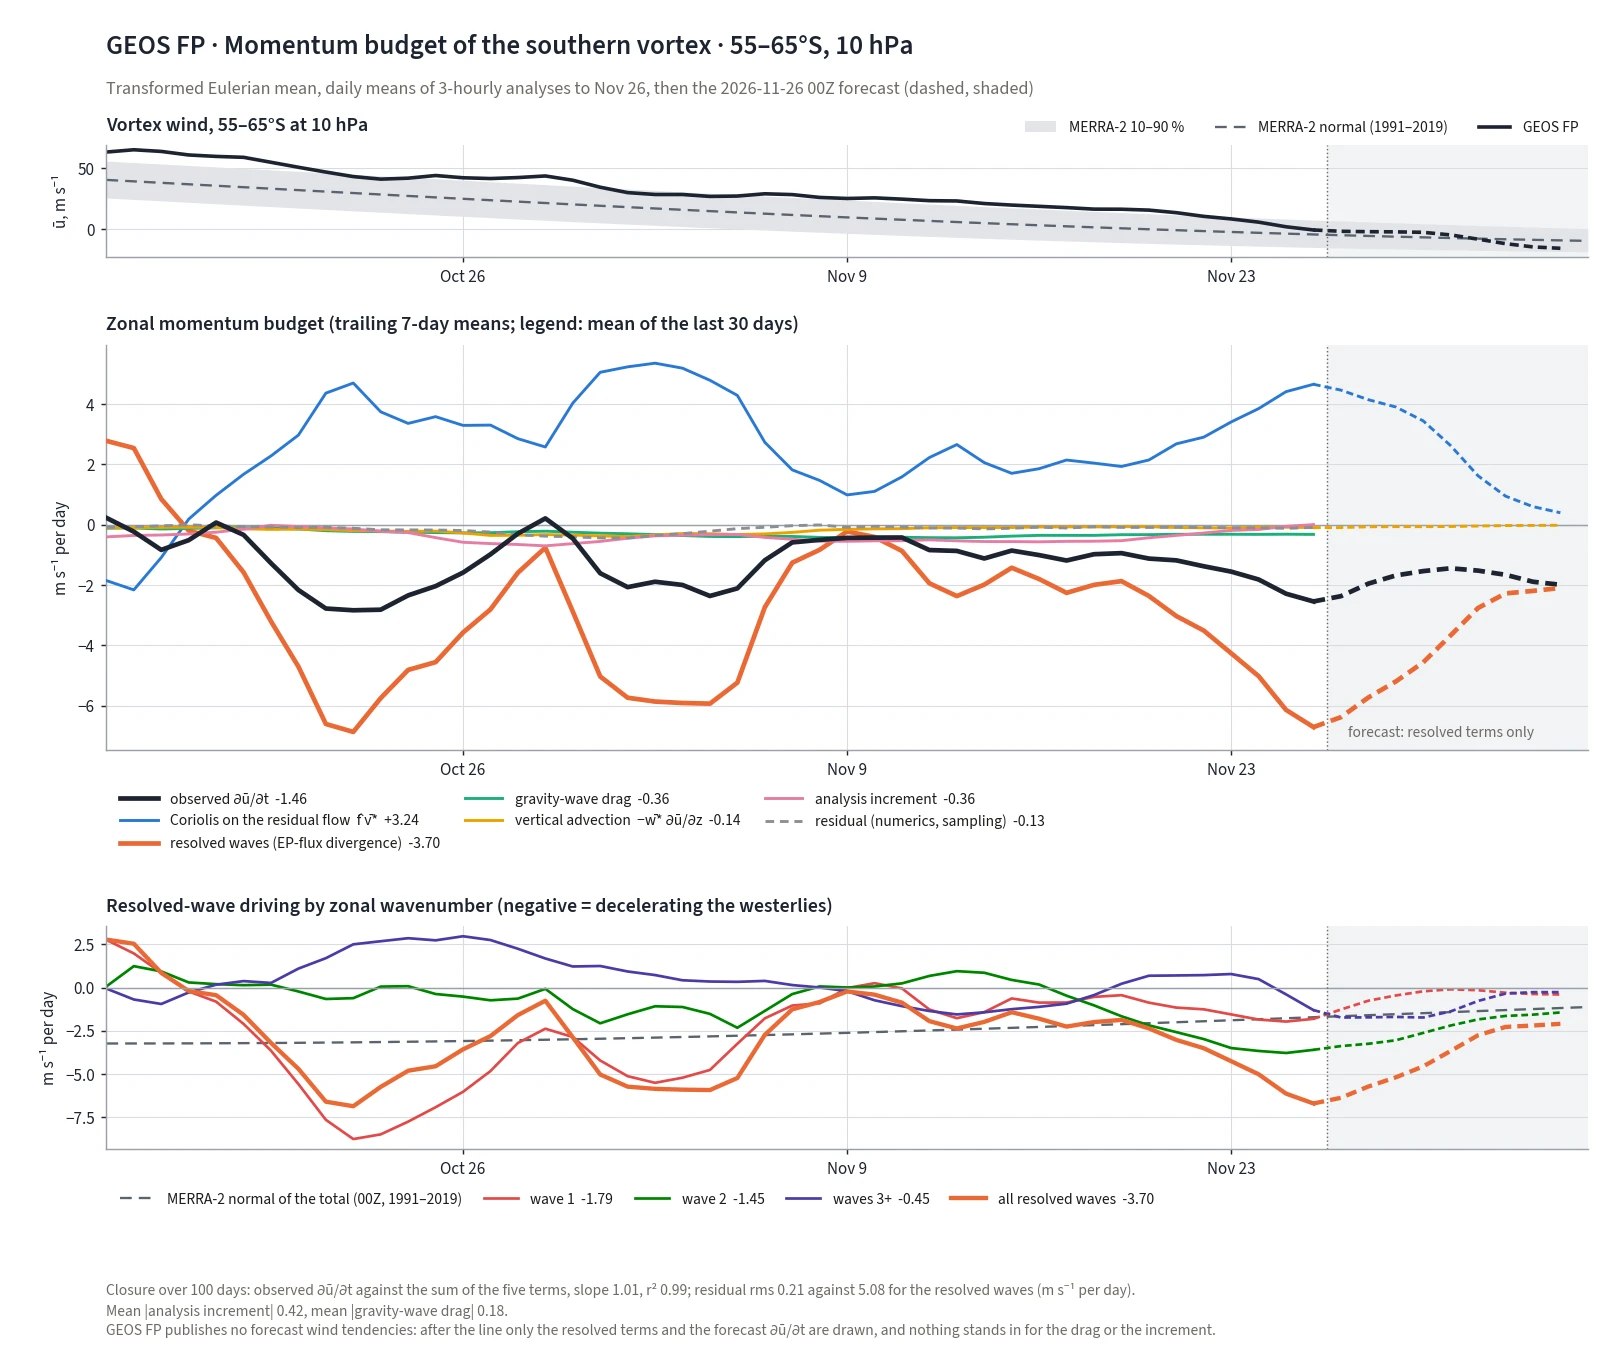 GEOS FP · Momentum budget of the southern vortex · 55–65°S, 10 hPa
Transformed Eulerian mean, daily means of 3-hourly analyses to Nov 26, then the 2026-11-26 00Z forecast (dashed, shaded)
Vortex wind, 55–65°S at 10 hPa
MERRA-2 10–90 %
MERRA-2 normal (1991–2019)
GEOS FP
ū, m s⁻¹
50
0
Oct 26
Nov 9
Nov 23
Zonal momentum budget (trailing 7-day means; legend: mean of the last 30 days)
m s⁻¹ per day
4
2
0
−2
−4
−6
forecast: resolved terms only
Oct 26
Nov 9
Nov 23
observed ∂ū/∂t -1.46
Coriolis on the residual flow f v̄* +3.24
resolved waves (EP-flux divergence) -3.70
gravity-wave drag -0.36
vertical advection −w̄* ∂ū/∂z -0.14
analysis increment -0.36
residual (numerics, sampling) -0.13
Resolved-wave driving by zonal wavenumber (negative = decelerating the westerlies)
m s⁻¹ per day
2.5
0.0
−2.5
−5.0
−7.5
Oct 26
Nov 9
Nov 23
MERRA-2 normal of the total (00Z, 1991–2019)
wave 1 -1.79
wave 2 -1.45
waves 3+ -0.45
all resolved waves -3.70
Closure over 100 days: observed ∂ū/∂t against the sum of the five terms, slope 1.01, r² 0.99; residual rms 0.21 against 5.08 for the resolved waves (m s⁻¹ per day).
Mean |analysis increment| 0.42, mean |gravity-wave drag| 0.18.
GEOS FP publishes no forecast wind tendencies: after the line only the resolved terms and the forecast ∂ū/∂t are drawn, and nothing stands in for the drag or the increment.